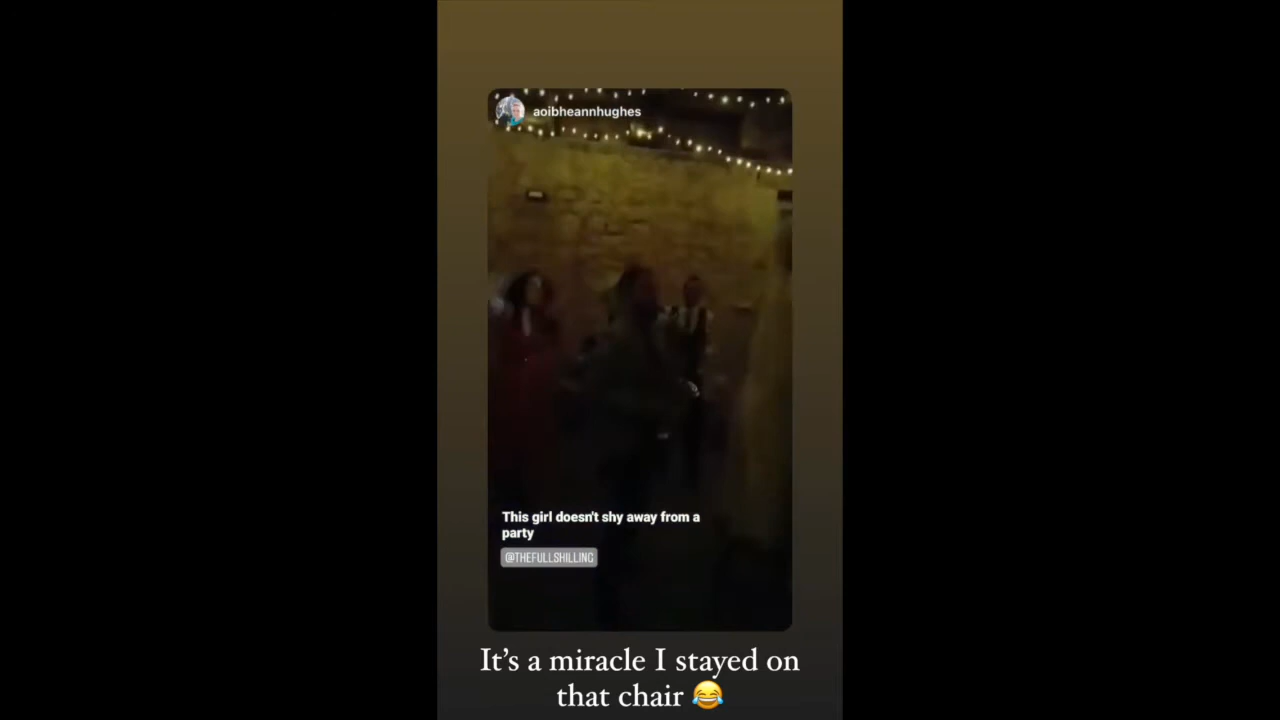 aoibheannhughes
This girl doesn't shy away from a
party
@THEFULLSHILLING
It's a miracle I stayed on
that chair 😂